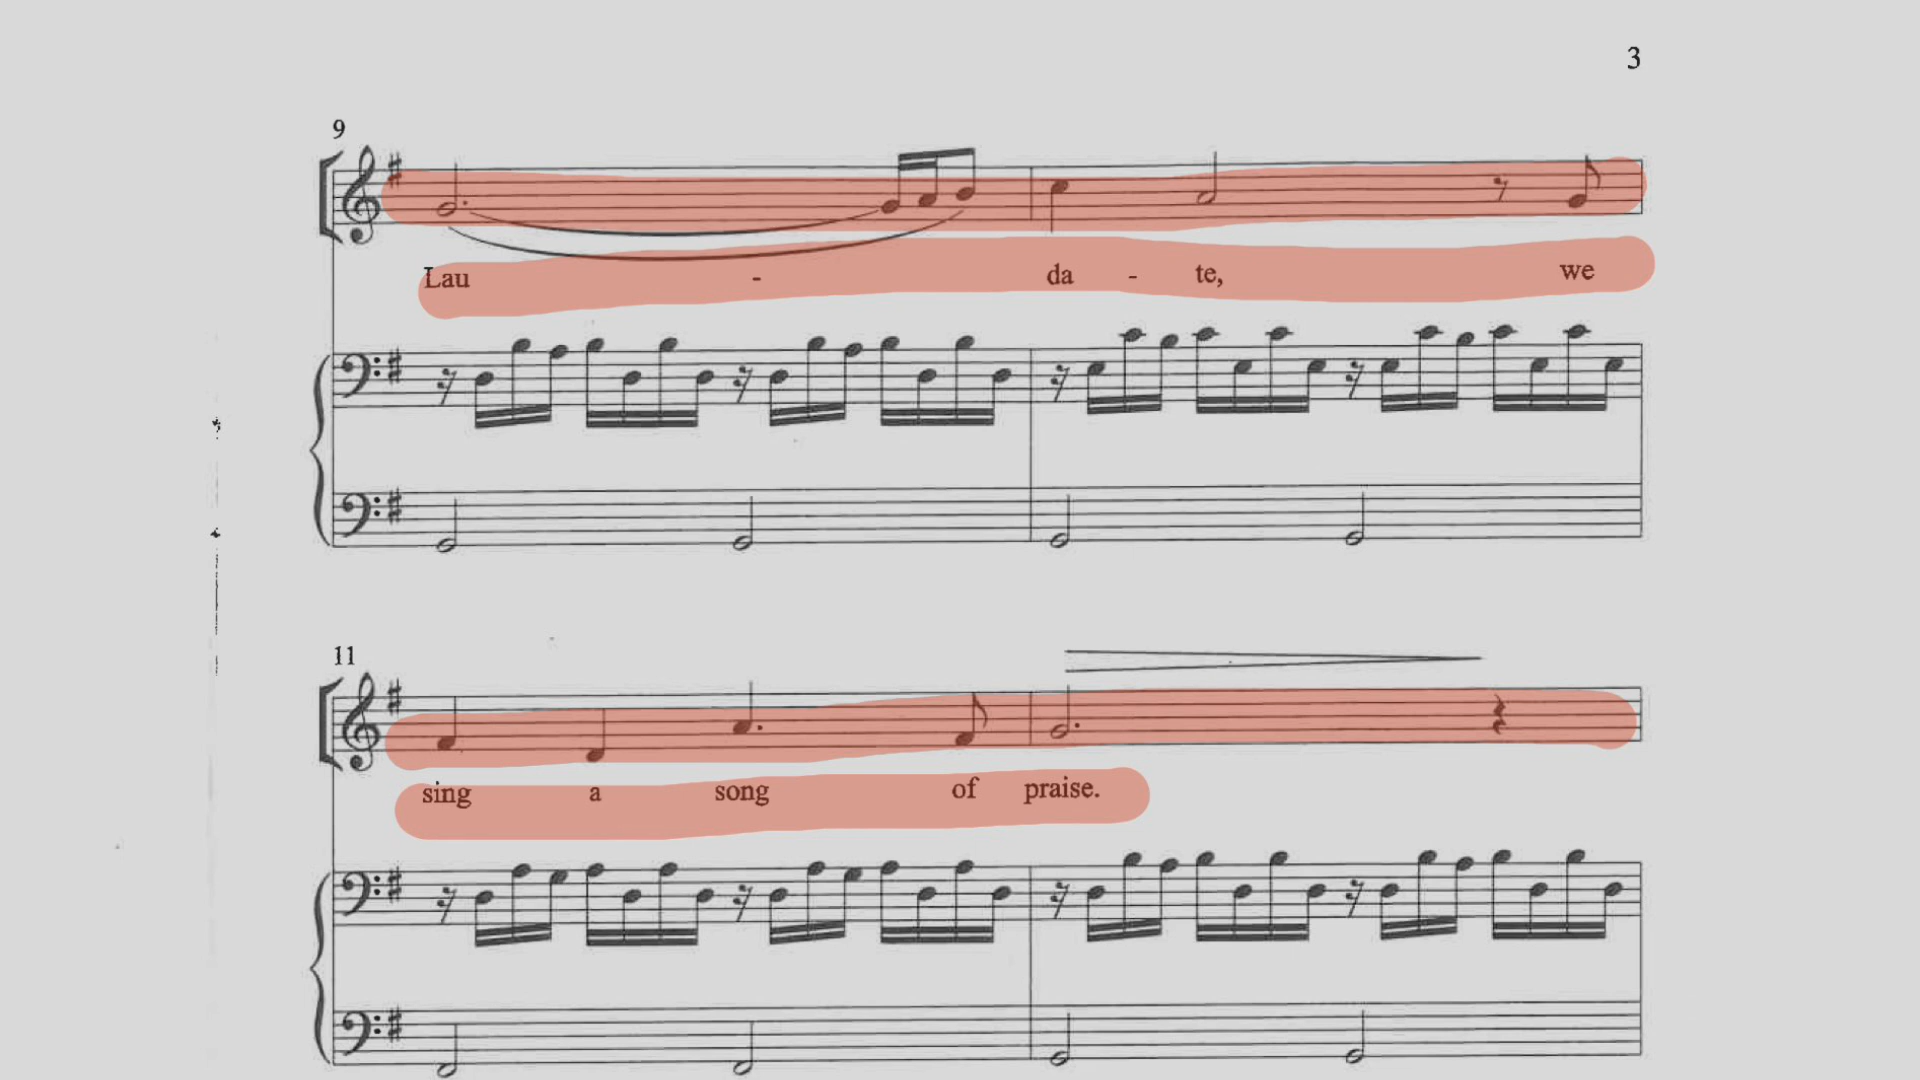 3
9
Lau - da - te, we
11
sing a song of praise.